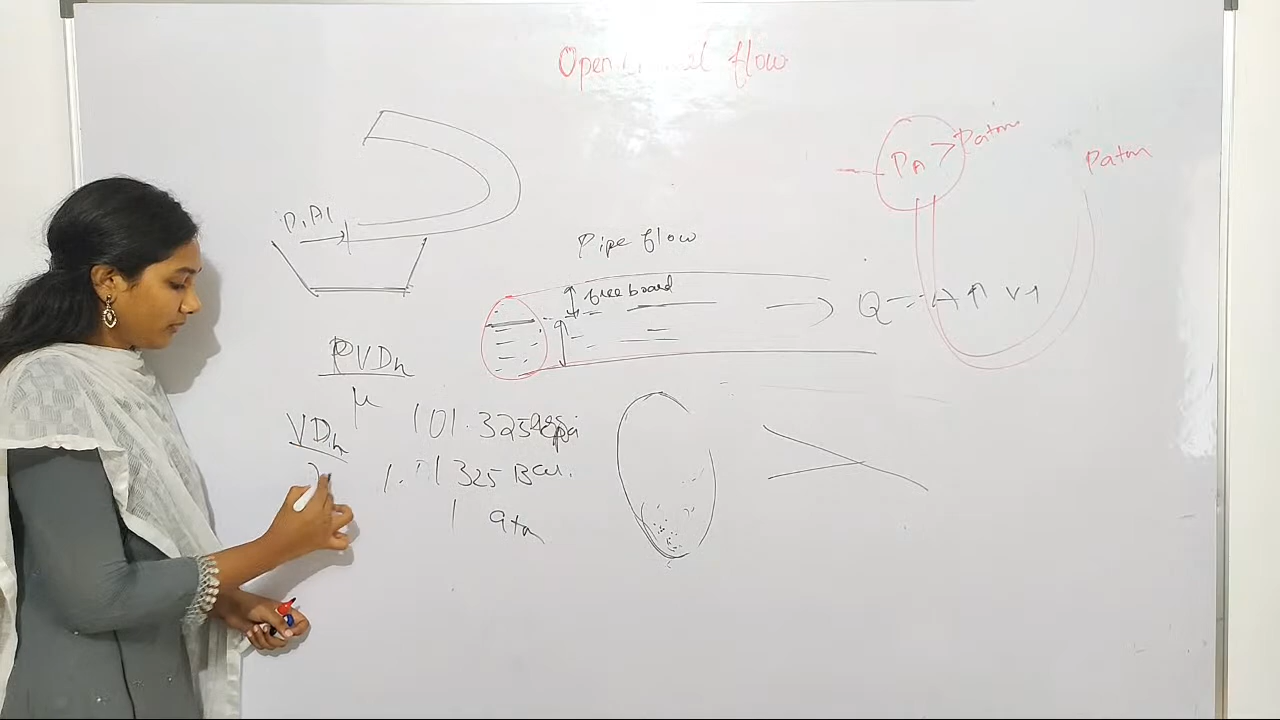 Open flow
PA > Patm
Patm
P1A1
Pipe flow
free board
Q
V1
ρVDh
μ
VDh
101.325
1.01325 Bar.
1 atm